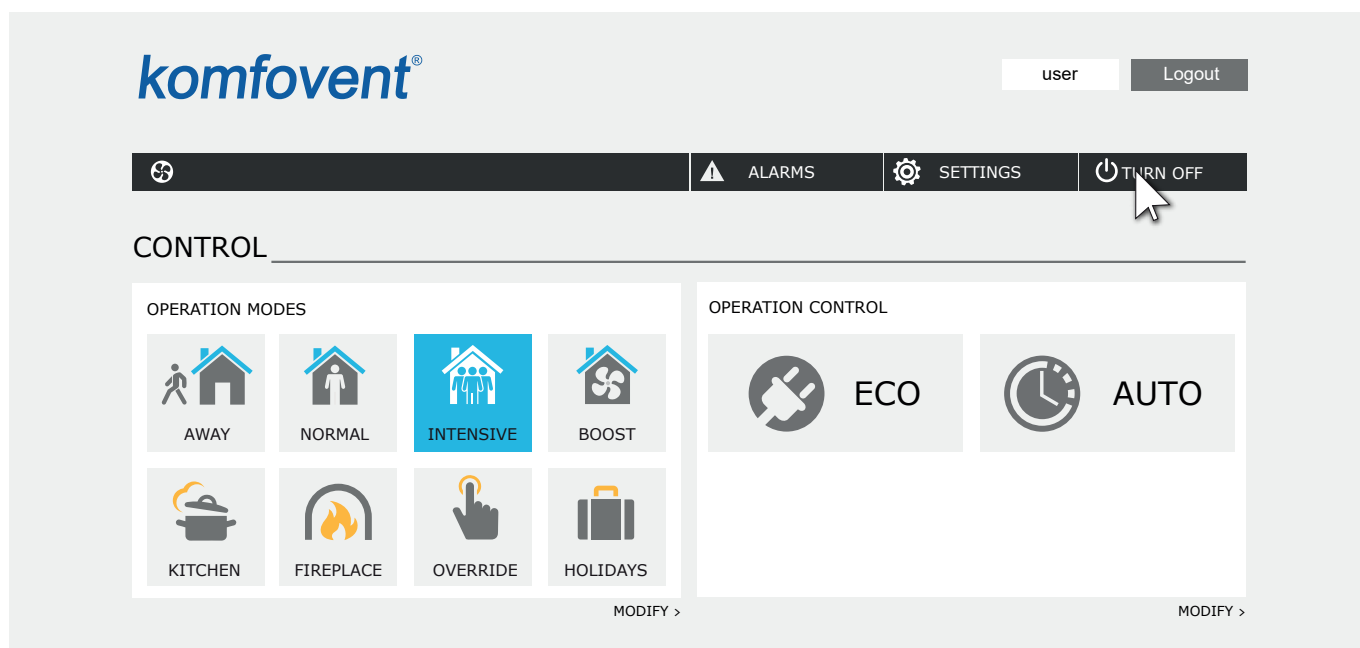 komfovent®
user Logout
ALARMS SETTINGS TURN OFF
CONTROL
OPERATION MODES
AWAY NORMAL INTENSIVE BOOST
KITCHEN FIREPLACE OVERRIDE HOLIDAYS
MODIFY >
OPERATION CONTROL
ECO AUTO
MODIFY >